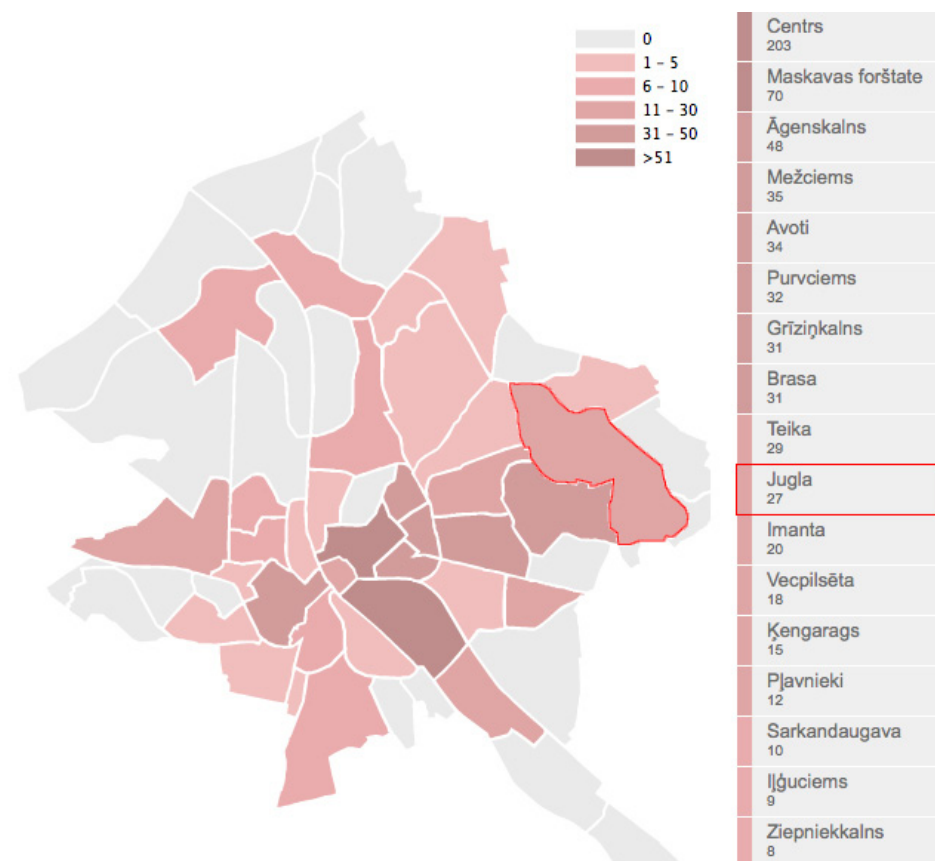 0
1 – 5
6 – 10
11 – 30
31 – 50
>51
Centrs
203
Maskavas forštate
70
Āgenskalns
48
Mežciems
35
Avoti
34
Purvciems
32
Grīziņkalns
31
Brasa
31
Teika
29
Jugla
27
Imanta
20
Vecpilsēta
18
Ķengarags
15
Pļavnieki
12
Sarkandaugava
10
Iļģuciems
9
Ziepniekkalns
8